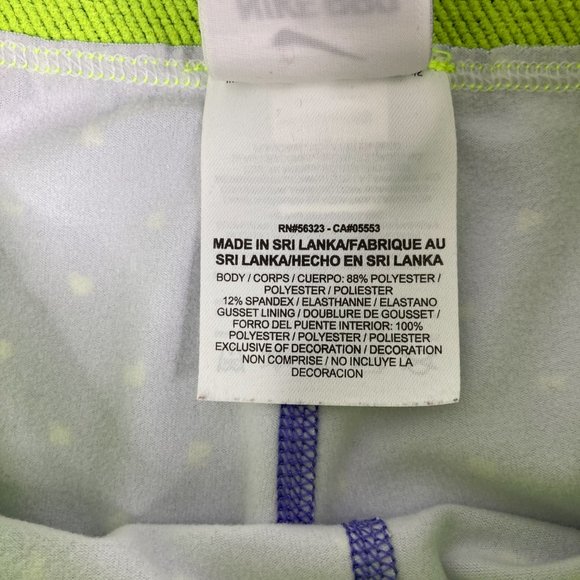 NIKE PRO
RN#56323 - CA#05553
MADE IN SRI LANKA/FABRIQUE AU
SRI LANKA/HECHO EN SRI LANKA
BODY / CORPS / CUERPO: 88% POLYESTER /
POLYESTER / POLIESTER
12% SPANDEX / ELASTHANNE / ELASTANO
GUSSET LINING / DOUBLURE DE GOUSSET /
FORRO DEL PUENTE INTERIOR: 100%
POLYESTER / POLYESTER / POLIESTER
EXCLUSIVE OF DECORATION / DECORATION
NON COMPRISE / NO INCLUYE LA
DECORACION